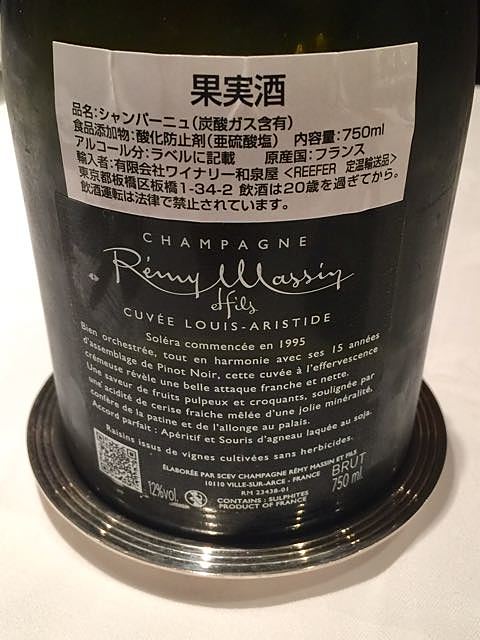 果実酒
品名:シャンパーニュ(炭酸ガス含有)
食品添加物:酸化防止剤(亜硫酸塩) 内容量:750ml
アルコール分:ラベルに記載 原産国:フランス
輸入者:有限会社ワイナリー和泉屋<REEFER 定温輸送品>
東京都板橋区板橋1-34-2 飲酒は20歳を過ぎてから。
飲酒運転は法律で禁止されています。
CHAMPAGNE
Rémy Massin
et Fils
CUVÉE LOUIS-ARISTIDE
Soléra commencée en 1995
Bien orchestrée, tout en harmonie avec ses 15 années
d'assemblage de Pinot Noir, cette cuvée à l'effervescence
crémeuse révèle une belle attaque franche et nette.
Une saveur de fruits pulpeux et croquants, soulignée par
une acidité de cerise fraiche mêlée d'une jolie minéralité,
confère de la patine et de l'allonge au palais.
Accord parfait : Apéritif et Souris d'agneau laquée au soja.
Raisins issus de vignes cultivées sans herbicides.
ÉLABORÉE PAR SCEV CHAMPAGNE RÉMY MASSIN ET FILS
10110 VILLE-SUR-ARCE - FRANCE BRUT
12%vol. RM 23438-01 750 ml
CONTAINS : SULPHITES
PRODUCT OF FRANCE